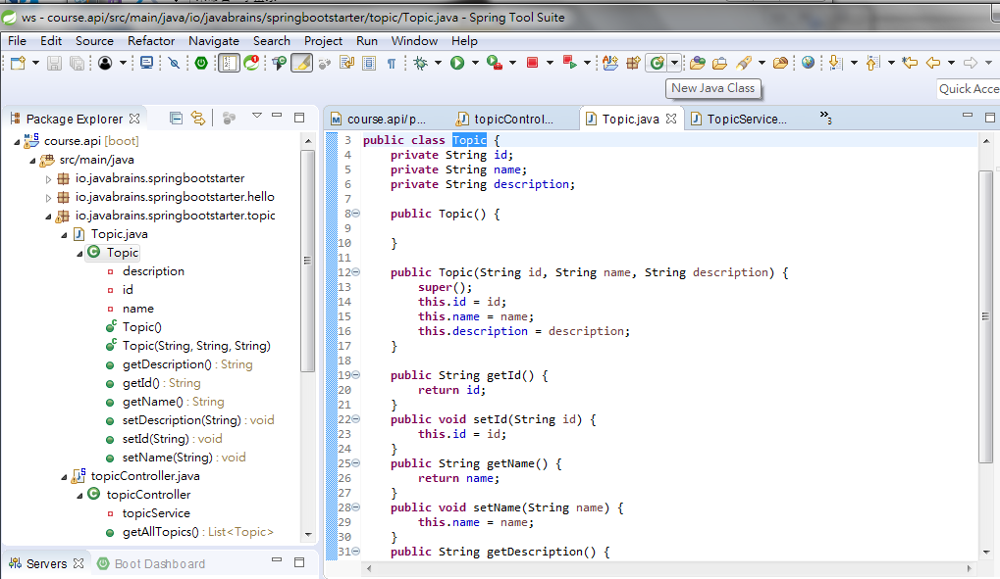 ws - course.api/src/main/java/io/javabrains/springbootstarter/topic/Topic.java - Spring Tool Suite
File Edit Source Refactor Navigate Search Project Run Window Help
New Java Class
Quick Acce
Package Explorer
course.api/p... topicControl... Topic.java TopicService... »3
course.api [boot]
src/main/java
io.javabrains.springbootstarter
io.javabrains.springbootstarter.hello
io.javabrains.springbootstarter.topic
Topic.java
Topic
description
id
name
Topic()
Topic(String, String, String)
getDescription() : String
getId() : String
getName() : String
setDescription(String) : void
setId(String) : void
setName(String) : void
topicController.java
topicController
topicService
getAllTopics() : List<Topic>
Servers Boot Dashboard
3 public class Topic {
4 private String id;
5 private String name;
6 private String description;
7
8 public Topic() {
9
10 }
11
12 public Topic(String id, String name, String description) {
13 super();
14 this.id = id;
15 this.name = name;
16 this.description = description;
17 }
18
19 public String getId() {
20 return id;
21 }
22 public void setId(String id) {
23 this.id = id;
24 }
25 public String getName() {
26 return name;
27 }
28 public void setName(String name) {
29 this.name = name;
30 }
31 public String getDescription() {